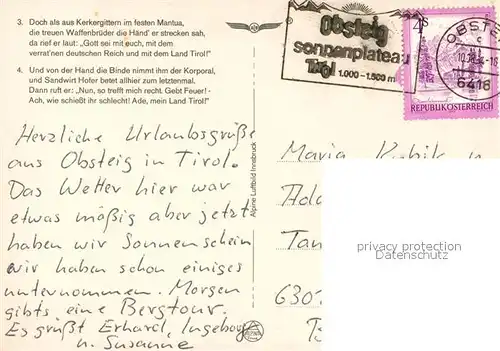 3. Doch als aus Kerkergittern im festen Mantua,
die treuen Waffenbrüder die Händ' er strecken sah,
da rief er laut: „Gott sei mit euch, mit dem
verrat'nen deutschen Reich und mit dem Land Tirol!"
4. Und von der Hand die Binde nimmt ihm der Korporal,
und Sandwirt Hofer betet allhier zum letztenmal.
Dann ruft er: „Nun, so trefft mich recht. Gebt Feuer! -
Ach, wie schießt ihr schlecht! Ade, mein Land Tirol!"
Obsteig
sonnenplateau
Tirol 1.000-1.500 m
OBSTEIG
6416
4 S
REPUBLIK ÖSTERREICH
Herzliche Urlaubsgrüße
aus Obsteig in Tirol.
Das Wetter hier war
etwas mäßig aber jetzt
haben wir Sonnenschein
wir haben schon einiges
unternommen. Morgen
gibts eine Bergtour.
Es grüßt Erhard, Ingeborg
u. Susanne
Alpine Luftbild Innsbruck
Maria
privacy protection
Datenschutz